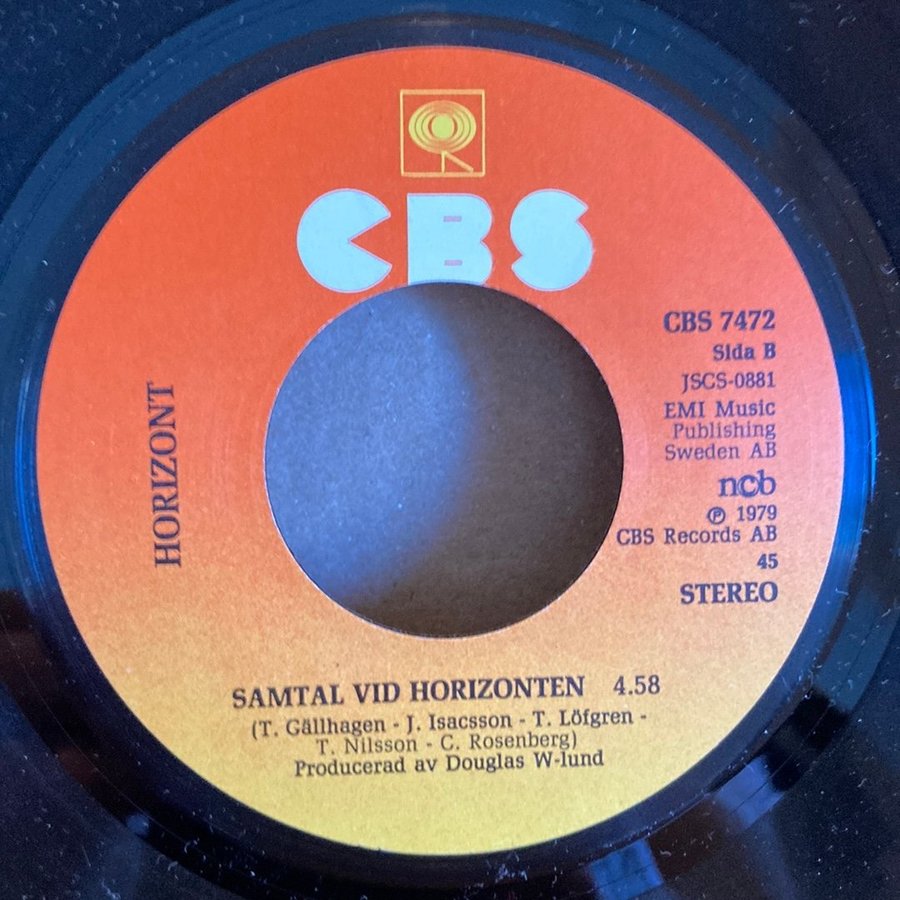 CBS
CBS 7472
Sida B
JSCS-0881
EMI Music
Publishing
Sweden AB
ncb
℗ 1979
CBS Records AB
45
STEREO
HORIZONT
SAMTAL VID HORIZONTEN 4.58
(T. Gällhagen - J. Isacsson - T. Löfgren -
T. Nilsson - C. Rosenberg)
Producerad av Douglas W-lund